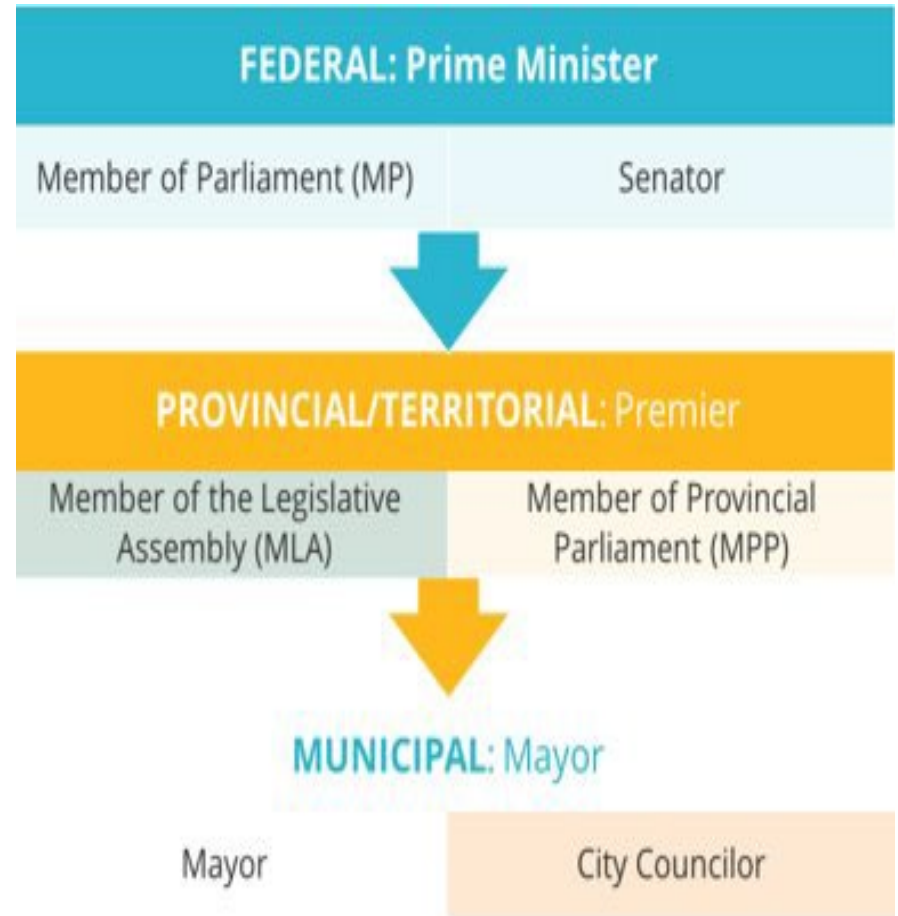 FEDERAL: Prime Minister
Member of Parliament (MP)
Senator
PROVINCIAL/TERRITORIAL: Premier
Member of the Legislative
Assembly (MLA)
Member of Provincial
Parliament (MPP)
MUNICIPAL: Mayor
Mayor
City Councilor